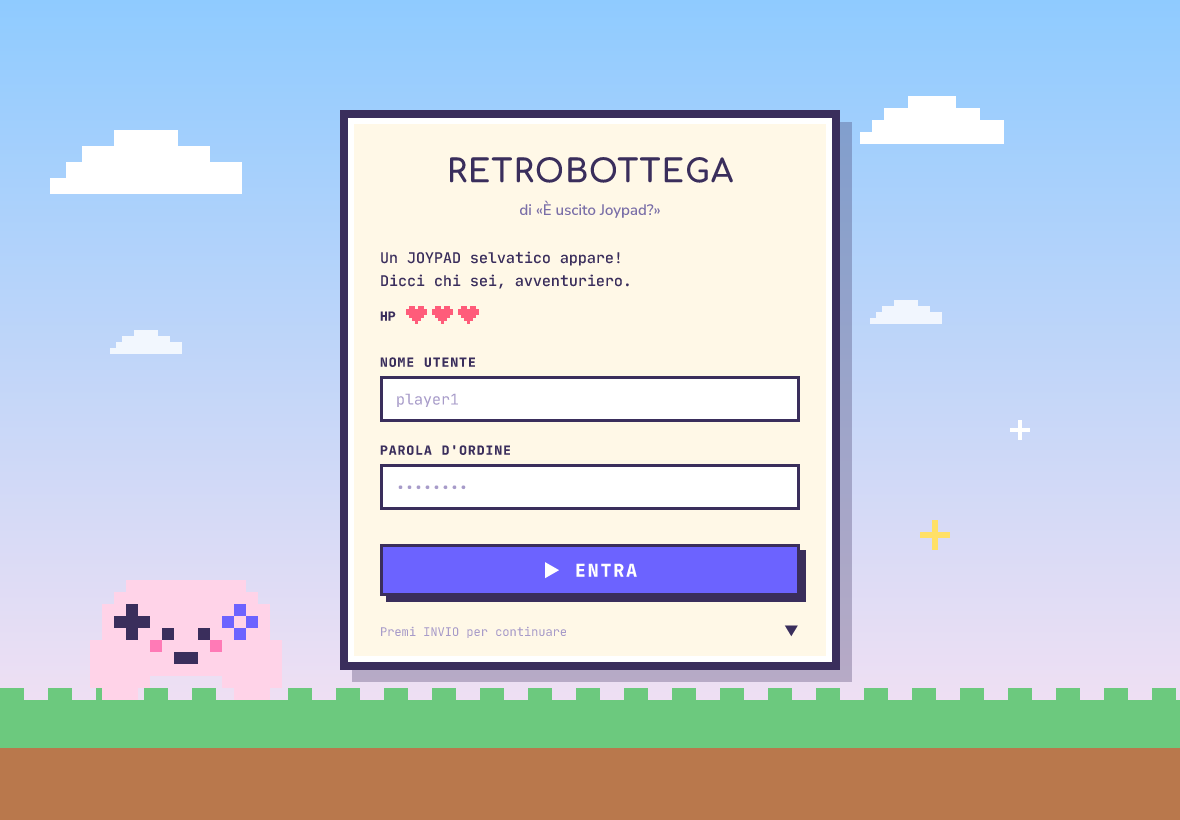 RETROBOTTEGA
di «È uscito Joypad?»
Un JOYPAD selvatico appare!
Dicci chi sei, avventuriero.
HP
NOME UTENTE
player1
PAROLA D'ORDINE
••••••••
▶ ENTRA
Premi INVIO per continuare ▼